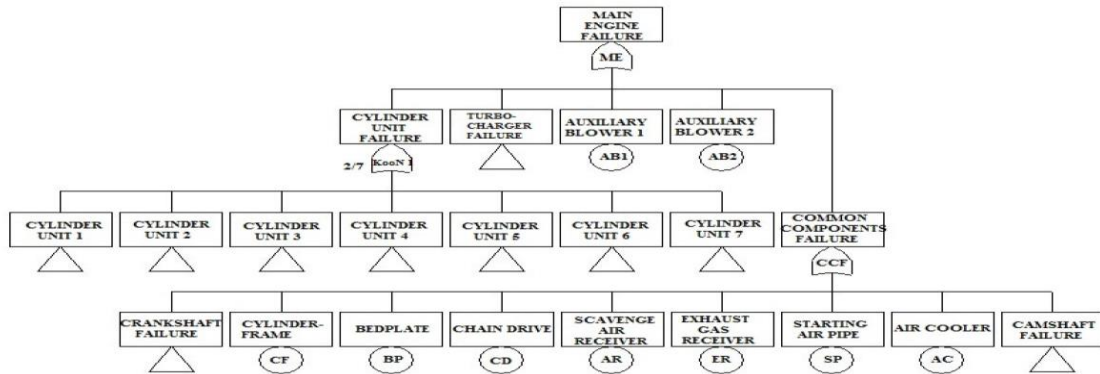 MAIN
ENGINE
FAILURE
ME
CYLINDER
UNIT
FAILURE
TURBO-
CHARGER
FAILURE
AUXILIARY
BLOWER 1
AUXILIARY
BLOWER 2
2/7
KooN 1
AB1
AB2
CYLINDER
UNIT 1
CYLINDER
UNIT 2
CYLINDER
UNIT 3
CYLINDER
UNIT 4
CYLINDER
UNIT 5
CYLINDER
UNIT 6
CYLINDER
UNIT 7
COMMON
COMPONENTS
FAILURE
CCF
CRANKSHAFT
FAILURE
CYLINDER-
FRAME
BEDPLATE
CHAIN DRIVE
SCAVENGE
AIR
RECEIVER
EXHAUST
GAS
RECEIVER
STARTING
AIR PIPE
AIR COOLER
CAMSHAFT
FAILURE
CF
BP
CD
AR
ER
SP
AC